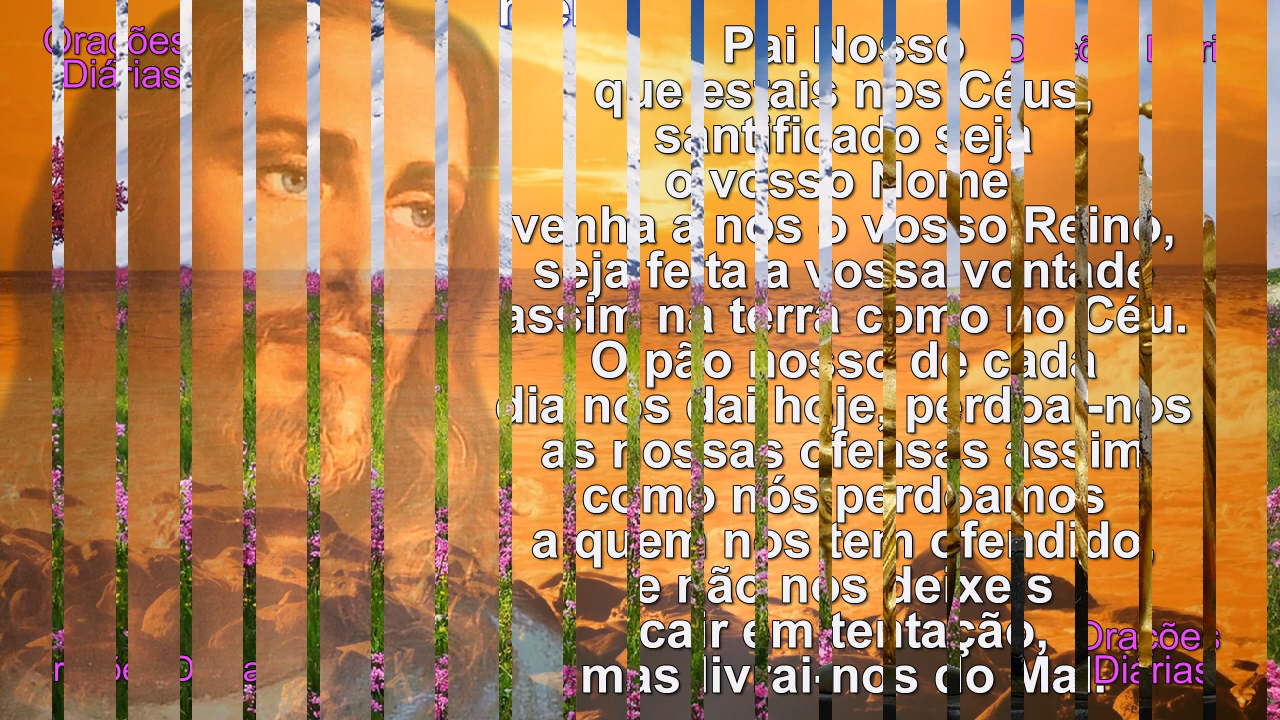 Orações
Diárias
Pai Nosso
que estais nos Céus,
santificado seja
o vosso Nome
venha a nós o vosso Reino,
seja feita a vossa vontade
assim na terra como no Céu.
O pão nosso de cada
dia nos dai hoje, perdoai-nos
as nossas ofensas assim
como nós perdoamos
a quem nos tem ofendido,
e não nos deixeis
cair em tentação,
mas livrai-nos do Mal.
Orações
Diárias